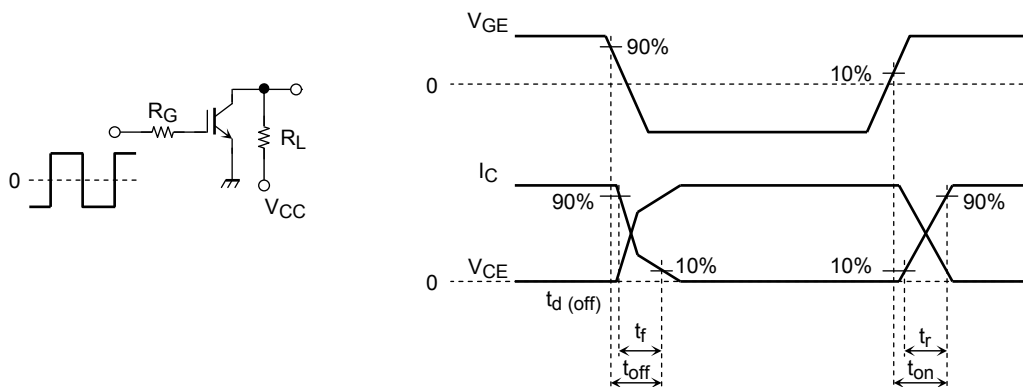 V_GE
90%
0
10%
R_G
R_L
V_CC
0
I_C
90%
90%
V_CE
10%
10%
0
t_d (off)
t_f
t_r
t_off
t_on